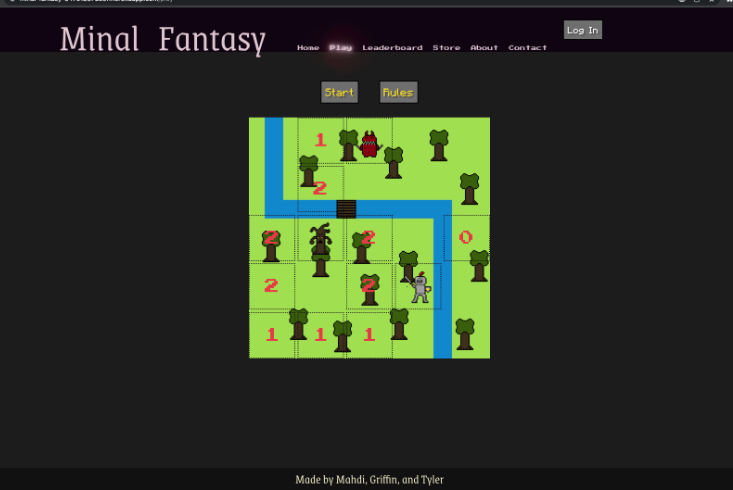 Minal Fantasy
Home Play Leaderboard Store About Contact
Log In
Start Rules
1
2
2 2 0
2 2
1 1 1
Made by Mahdi, Griffin, and Tyler